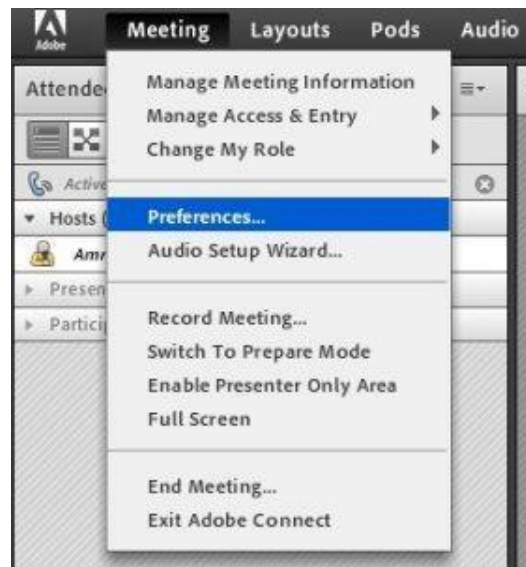 Adobe
Meeting Layouts Pods Audio
Attende
Manage Meeting Information
Manage Access & Entry
Change My Role
Active
Preferences...
Hosts (
Audio Setup Wizard...
Amr
Presen
Partici
Record Meeting...
Switch To Prepare Mode
Enable Presenter Only Area
Full Screen
End Meeting...
Exit Adobe Connect